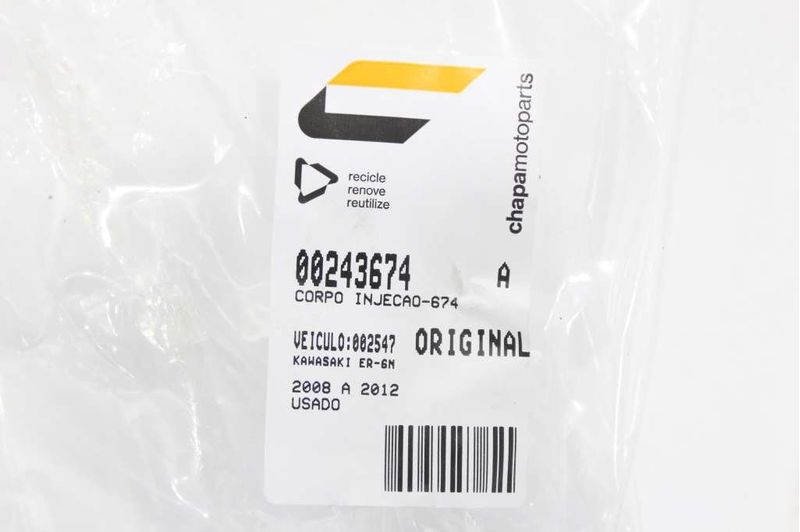 chapamotoparts
recicle
renove
reutilize
00243674 A
CORPO INJECAO-674
VEICULO:002547 ORIGINAL
KAWASAKI ER-6N
2008 A 2012
USADO